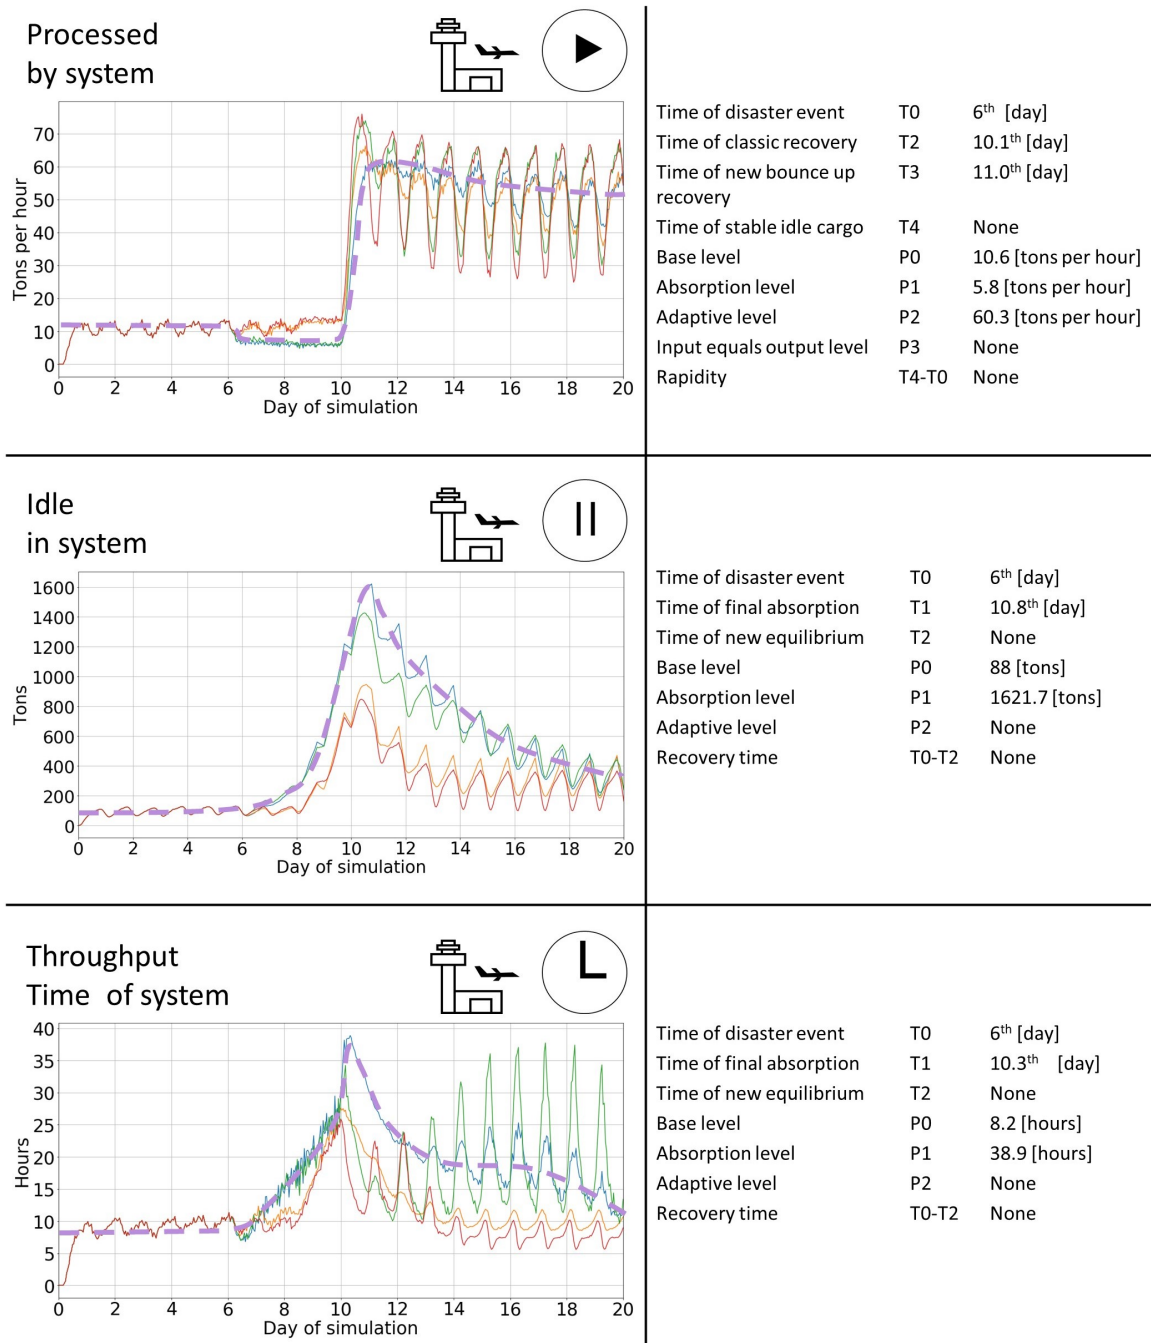 Processed
by system
70
60
50
40
30
20
10
0
Tons per hour
0 2 4 6 8 10 12 14 16 18 20
Day of simulation
Time of disaster event T0 6th [day]
Time of classic recovery T2 10.1th [day]
Time of new bounce up T3 11.0th [day]
recovery
Time of stable idle cargo T4 None
Base level P0 10.6 [tons per hour]
Absorption level P1 5.8 [tons per hour]
Adaptive level P2 60.3 [tons per hour]
Input equals output level P3 None
Rapidity T4-T0 None
Idle
in system
1600
1400
1200
1000
800
600
400
200
0
Tons
0 2 4 6 8 10 12 14 16 18 20
Day of simulation
Time of disaster event T0 6th [day]
Time of final absorption T1 10.8th [day]
Time of new equilibrium T2 None
Base level P0 88 [tons]
Absorption level P1 1621.7 [tons]
Adaptive level P2 None
Recovery time T0-T2 None
Throughput
Time of system
40
35
30
25
20
15
10
5
0
Hours
0 2 4 6 8 10 12 14 16 18 20
Day of simulation
Time of disaster event T0 6th [day]
Time of final absorption T1 10.3th [day]
Time of new equilibrium T2 None
Base level P0 8.2 [hours]
Absorption level P1 38.9 [hours]
Adaptive level P2 None
Recovery time T0-T2 None